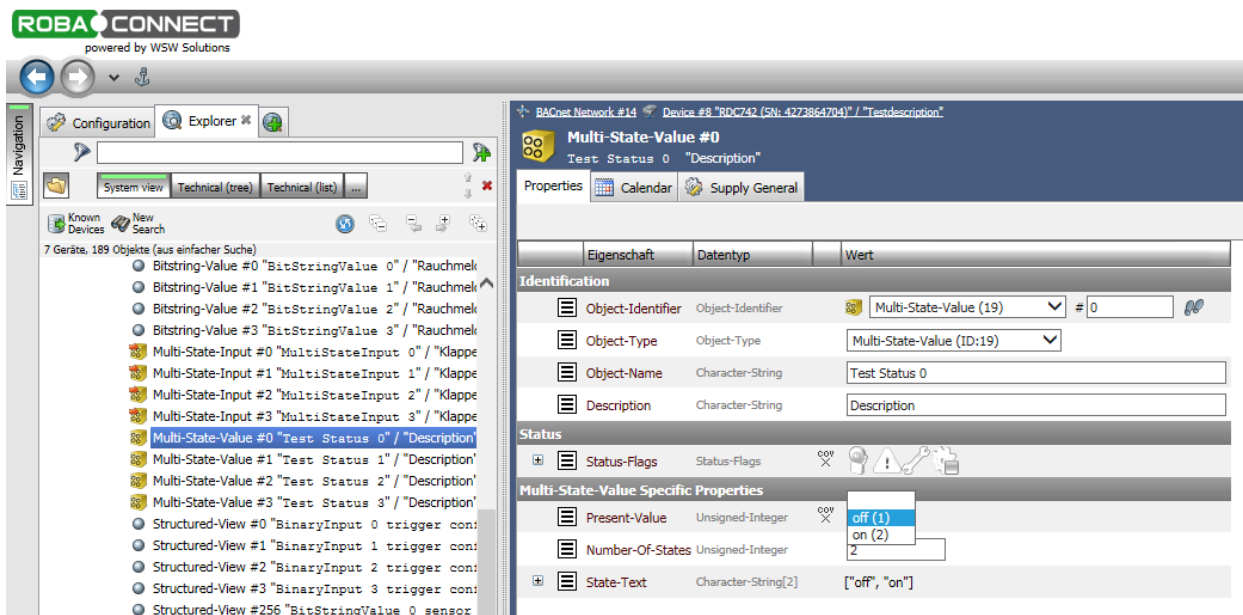 ROBA CONNECT
powered by WSW Solutions
Navigation
Configuration
Explorer
System view
Technical (tree)
Technical (list)
...
Known Devices
New Search
7 Geräte, 189 Objekte (aus einfacher Suche)
Bitstring-Value #0 "BitStringValue 0" / "Rauchmeld
Bitstring-Value #1 "BitStringValue 1" / "Rauchmeld
Bitstring-Value #2 "BitStringValue 2" / "Rauchmeld
Bitstring-Value #3 "BitStringValue 3" / "Rauchmeld
Multi-State-Input #0 "MultiStateInput 0" / "Klappe
Multi-State-Input #1 "MultiStateInput 1" / "Klappe
Multi-State-Input #2 "MultiStateInput 2" / "Klappe
Multi-State-Input #3 "MultiStateInput 3" / "Klappe
Multi-State-Value #0 "Test Status 0" / "Description"
Multi-State-Value #1 "Test Status 1" / "Description"
Multi-State-Value #2 "Test Status 2" / "Description"
Multi-State-Value #3 "Test Status 3" / "Description"
Structured-View #0 "BinaryInput 0 trigger con
Structured-View #1 "BinaryInput 1 trigger con
Structured-View #2 "BinaryInput 2 trigger con
Structured-View #3 "BinaryInput 3 trigger con
Structured-View #256 "BitStringValue 0 sensor
BACnet Network #14 Device #8 "RDC742 (SN: 4273864704)" / "Testdescription"
Multi-State-Value #0
Test Status 0 "Description"
Properties
Calendar
Supply General
Eigenschaft Datentyp Wert
Identification
Object-Identifier Object-Identifier Multi-State-Value (19) # 0
Object-Type Object-Type Multi-State-Value (ID:19)
Object-Name Character-String Test Status 0
Description Character-String Description
Status
Status-Flags Status-Flags COV
Multi-State-Value Specific Properties
Present-Value Unsigned-Integer COV off (1)
on (2)
Number-Of-States Unsigned-Integer 2
State-Text Character-String[2] ["off", "on"]